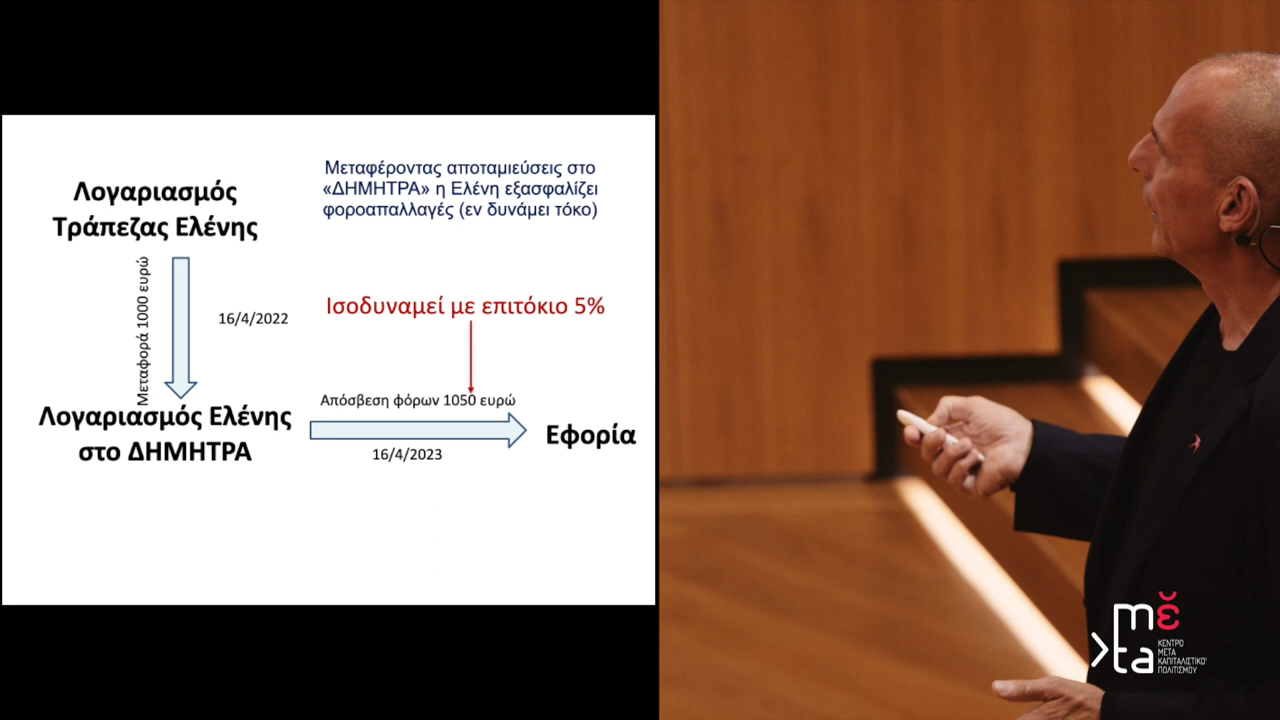 Λογαριασμός
Τράπεζας Ελένης
Μεταφέροντας αποταμιεύσεις στο
«ΔΗΜΗΤΡΑ» η Ελένη εξασφαλίζει
φοροαπαλλαγές (εν δυνάμει τόκο)
Μεταφορά 1000 ευρώ
16/4/2022
Ισοδυναμεί με επιτόκιο 5%
Λογαριασμός Ελένης
στο ΔΗΜΗΤΡΑ
Απόσβεση φόρων 1050 ευρώ
16/4/2023
Εφορία
mέ
ta
ΚΕΝΤΡΟ
ΜΕΤΑ
ΚΑΠΙΤΑΛΙΣΤΙΚΟΥ
ΠΟΛΙΤΙΣΜΟΥ